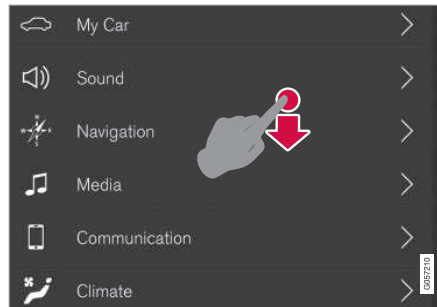 My Car
Sound
Navigation
Media
Communication
Climate
G057210